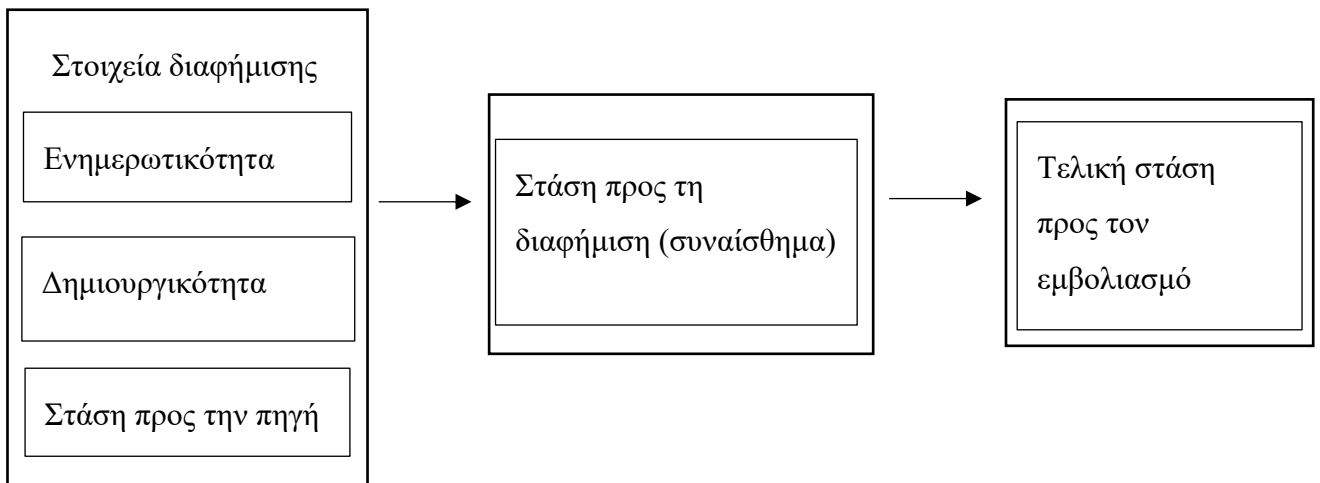 Στοιχεία διαφήμισης
Ενημερωτικότητα
Δημιουργικότητα
Στάση προς την πηγή
Στάση προς τη
διαφήμιση (συναίσθημα)
Τελική στάση
προς τον
εμβολιασμό